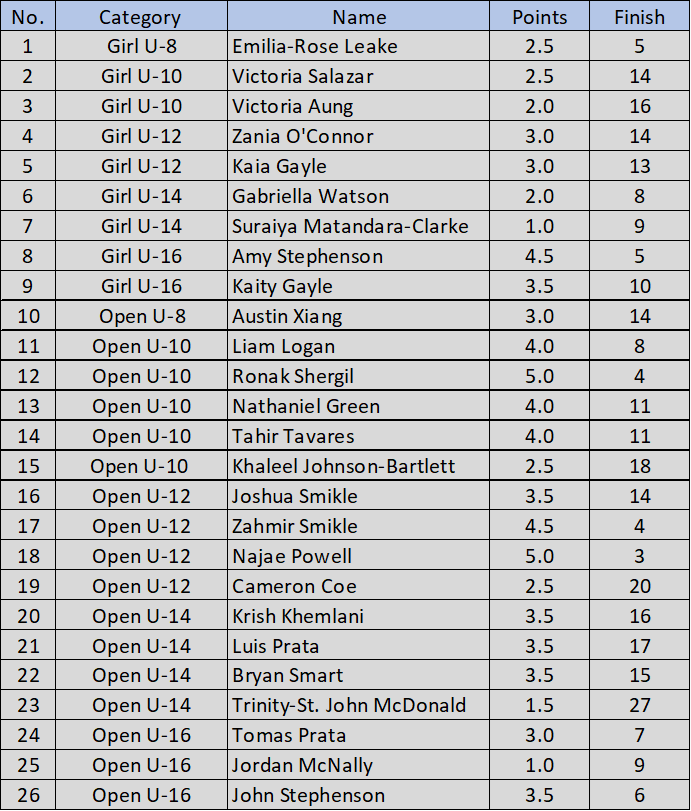 No. Category Name Points Finish
1 Girl U-8 Emilia-Rose Leake 2.5 5
2 Girl U-10 Victoria Salazar 2.5 14
3 Girl U-10 Victoria Aung 2.0 16
4 Girl U-12 Zania O'Connor 3.0 14
5 Girl U-12 Kaia Gayle 3.0 13
6 Girl U-14 Gabriella Watson 2.0 8
7 Girl U-14 Suraiya Matandara-Clarke 1.0 9
8 Girl U-16 Amy Stephenson 4.5 5
9 Girl U-16 Kaity Gayle 3.5 10
10 Open U-8 Austin Xiang 3.0 14
11 Open U-10 Liam Logan 4.0 8
12 Open U-10 Ronak Shergil 5.0 4
13 Open U-10 Nathaniel Green 4.0 11
14 Open U-10 Tahir Tavares 4.0 11
15 Open U-10 Khaleel Johnson-Bartlett 2.5 18
16 Open U-12 Joshua Smikle 3.5 14
17 Open U-12 Zahmir Smikle 4.5 4
18 Open U-12 Najae Powell 5.0 3
19 Open U-12 Cameron Coe 2.5 20
20 Open U-14 Krish Khemlani 3.5 16
21 Open U-14 Luis Prata 3.5 17
22 Open U-14 Bryan Smart 3.5 15
23 Open U-14 Trinity-St. John McDonald 1.5 27
24 Open U-16 Tomas Prata 3.0 7
25 Open U-16 Jordan McNally 1.0 9
26 Open U-16 John Stephenson 3.5 6